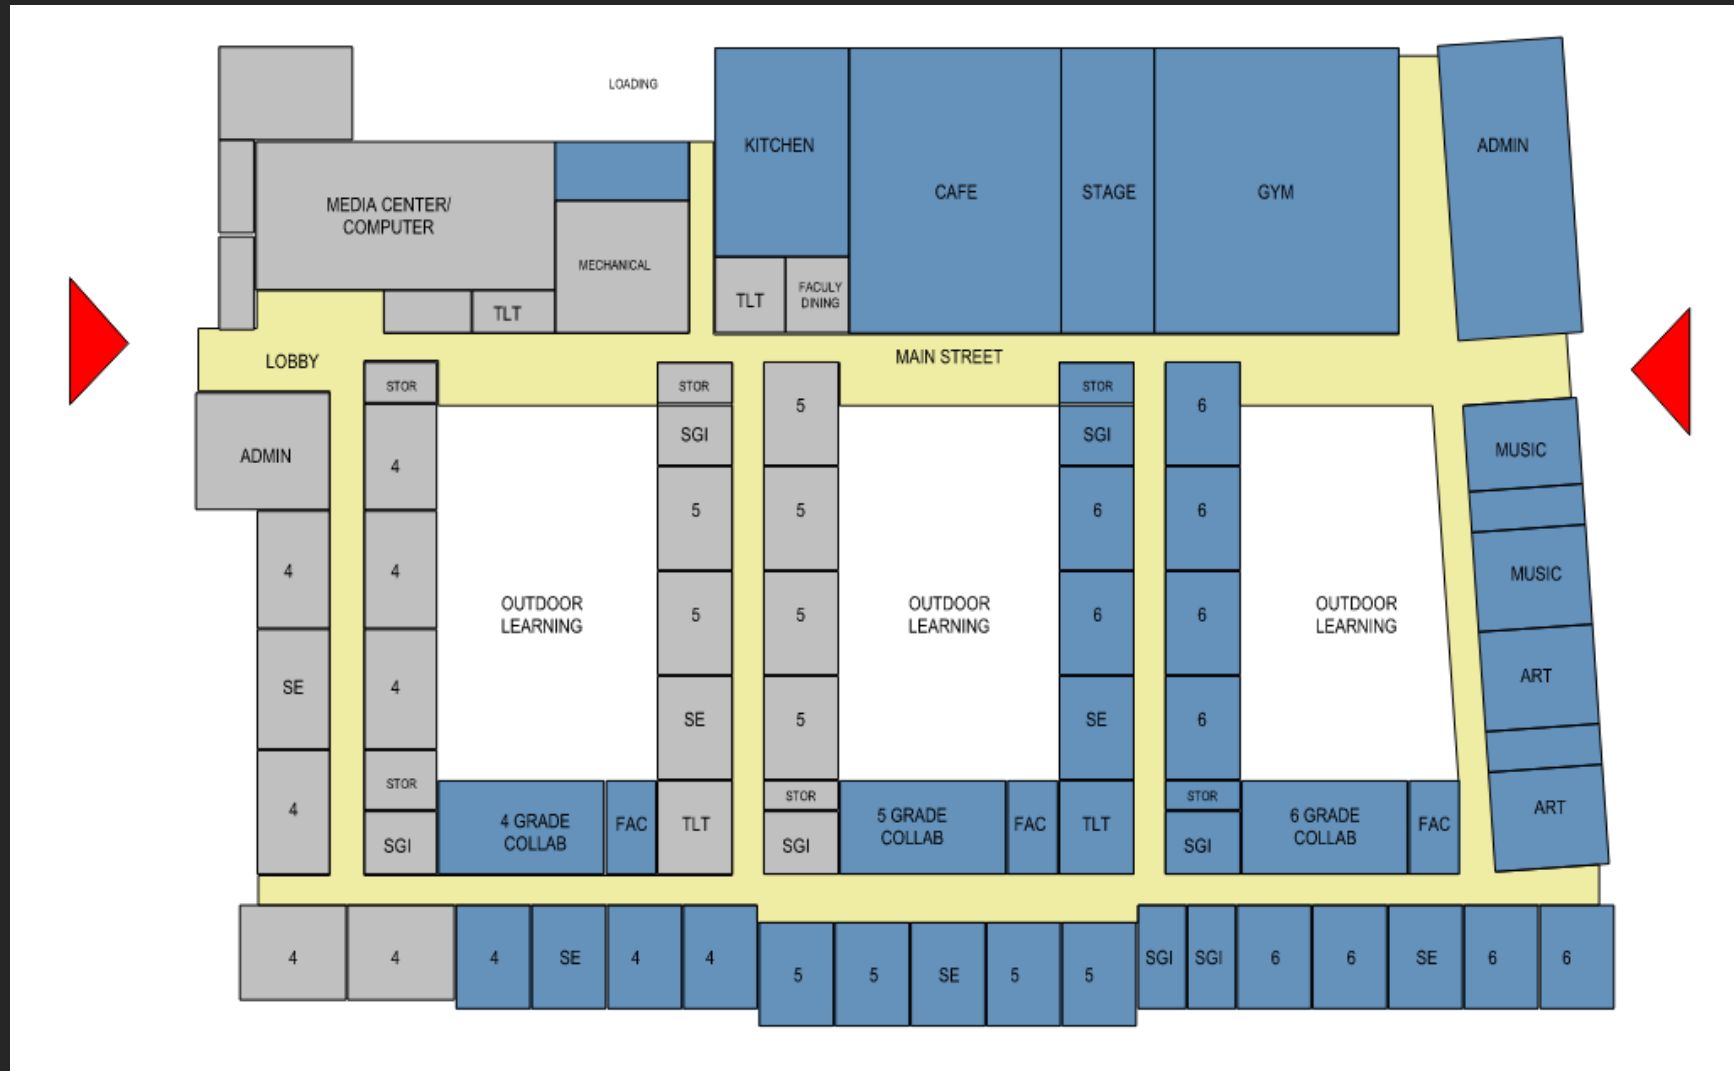 LOADING
KITCHEN
ADMIN
CAFE
STAGE
GYM
MEDIA CENTER/
COMPUTER
MECHANICAL
TLT
TLT
FACULY
DINING
LOBBY
MAIN STREET
STOR
STOR
5
STOR
6
SGI
SGI
MUSIC
ADMIN
4
5
5
6
6
4
4
MUSIC
OUTDOOR
LEARNING
5
5
OUTDOOR
LEARNING
6
6
OUTDOOR
LEARNING
SE
4
ART
SE
5
SE
6
STOR
STOR
STOR
4
4 GRADE
COLLAB
FAC
TLT
5 GRADE
COLLAB
FAC
TLT
6 GRADE
COLLAB
FAC
ART
SGI
SGI
SGI
4
4
4
SE
4
4
5
5
SE
5
5
SGI
SGI
6
6
SE
6
6